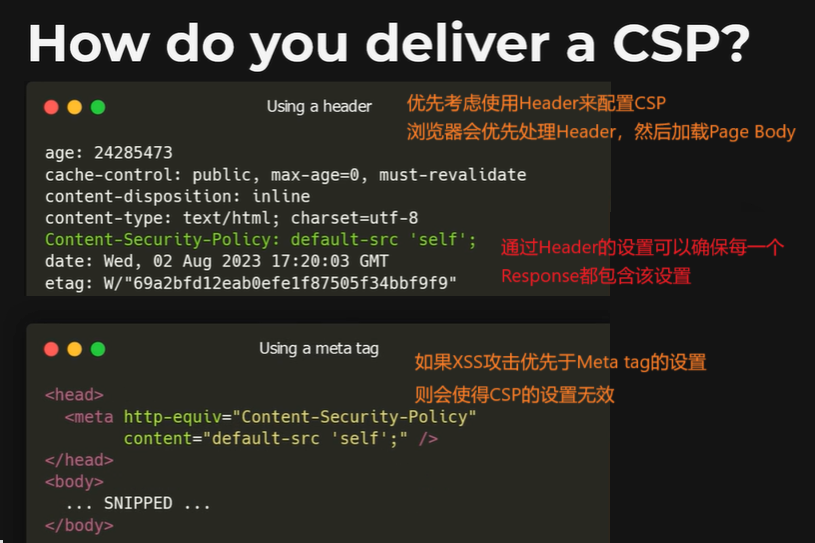 How do you deliver a CSP?
Using a header
优先考虑使用Header来配置CSP
浏览器会优先处理Header，然后加载Page Body
age: 24285473
cache-control: public, max-age=0, must-revalidate
content-disposition: inline
content-type: text/html; charset=utf-8
Content-Security-Policy: default-src 'self';
date: Wed, 02 Aug 2023 17:20:03 GMT
etag: W/"69a2bfd12eab0efe1f87505f34bbf9f9"
通过Header的设置可以确保每一个
Response都包含该设置
Using a meta tag
如果XSS攻击优先于Meta tag的设置
则会使得CSP的设置无效
<head>
<meta http-equiv="Content-Security-Policy"
content="default-src 'self';" />
</head>
<body>
... SNIPPED ...
</body>